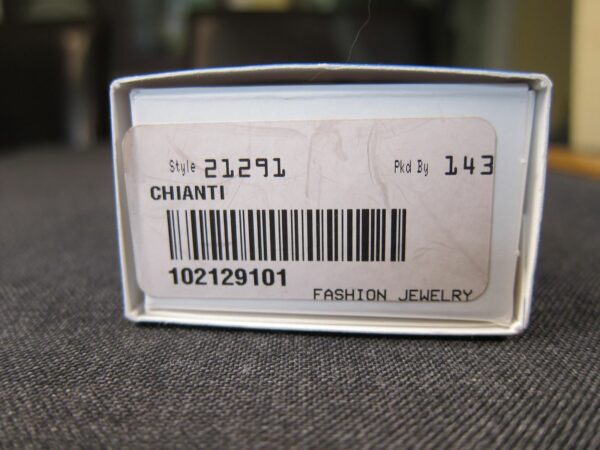 Style 21291 Pkd By 143
CHIANTI
102129101
FASHION JEWELRY